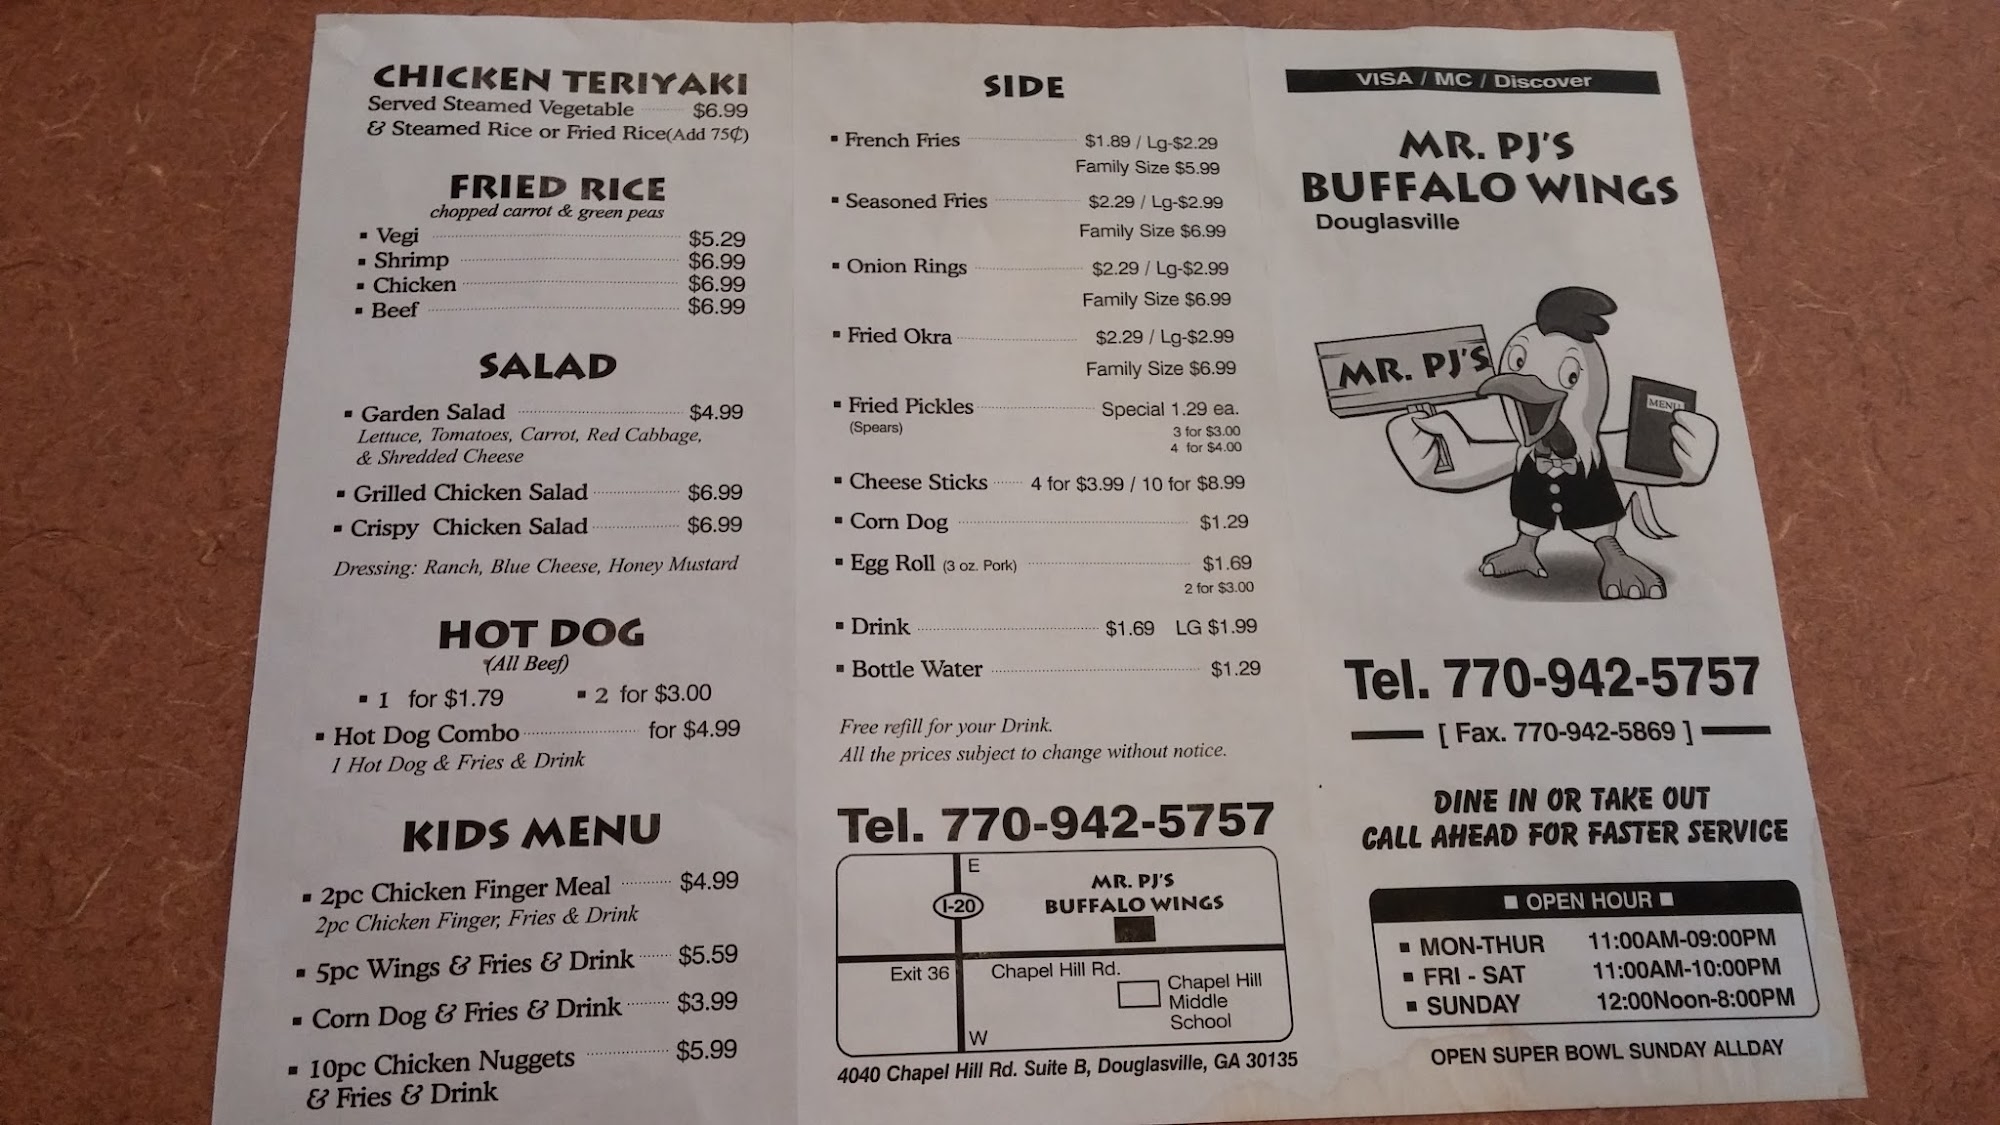 CHICKEN TERIYAKI
Served Steamed Vegetable $6.99
& Steamed Rice or Fried Rice(Add 75¢)
FRIED RICE
chopped carrot & green peas
▪ Vegi $5.29
▪ Shrimp $6.99
▪ Chicken $6.99
▪ Beef $6.99
SALAD
▪ Garden Salad $4.99
Lettuce, Tomatoes, Carrot, Red Cabbage,
& Shredded Cheese
▪ Grilled Chicken Salad $6.99
▪ Crispy Chicken Salad $6.99
Dressing: Ranch, Blue Cheese, Honey Mustard
HOT DOG
(All Beef)
▪ 1 for $1.79 ▪ 2 for $3.00
▪ Hot Dog Combo for $4.99
1 Hot Dog & Fries & Drink
KIDS MENU
▪ 2pc Chicken Finger Meal $4.99
2pc Chicken Finger, Fries & Drink
▪ 5pc Wings & Fries & Drink $5.59
▪ Corn Dog & Fries & Drink $3.99
▪ 10pc Chicken Nuggets $5.99
& Fries & Drink
SIDE
▪ French Fries $1.89 / Lg-$2.29
Family Size $5.99
▪ Seasoned Fries $2.29 / Lg-$2.99
Family Size $6.99
▪ Onion Rings $2.29 / Lg-$2.99
Family Size $6.99
▪ Fried Okra $2.29 / Lg-$2.99
Family Size $6.99
▪ Fried Pickles Special 1.29 ea.
(Spears) 3 for $3.00
4 for $4.00
▪ Cheese Sticks 4 for $3.99 / 10 for $8.99
▪ Corn Dog $1.29
▪ Egg Roll (3 oz. Pork) $1.69
2 for $3.00
▪ Drink $1.69 LG $1.99
▪ Bottle Water $1.29
Free refill for your Drink.
All the prices subject to change without notice.
Tel. 770-942-5757
E
I-20
MR. PJ'S
BUFFALO WINGS
Exit 36
Chapel Hill Rd.
Chapel Hill
Middle
School
W
4040 Chapel Hill Rd. Suite B, Douglasville, GA 30135
VISA / MC / Discover
MR. PJ'S
BUFFALO WINGS
Douglasville
MR. PJ'S
MENU
Tel. 770-942-5757
[ Fax. 770-942-5869 ]
DINE IN OR TAKE OUT
CALL AHEAD FOR FASTER SERVICE
■ OPEN HOUR ■
▪ MON-THUR 11:00AM-09:00PM
▪ FRI - SAT 11:00AM-10:00PM
▪ SUNDAY 12:00Noon-8:00PM
OPEN SUPER BOWL SUNDAY ALLDAY